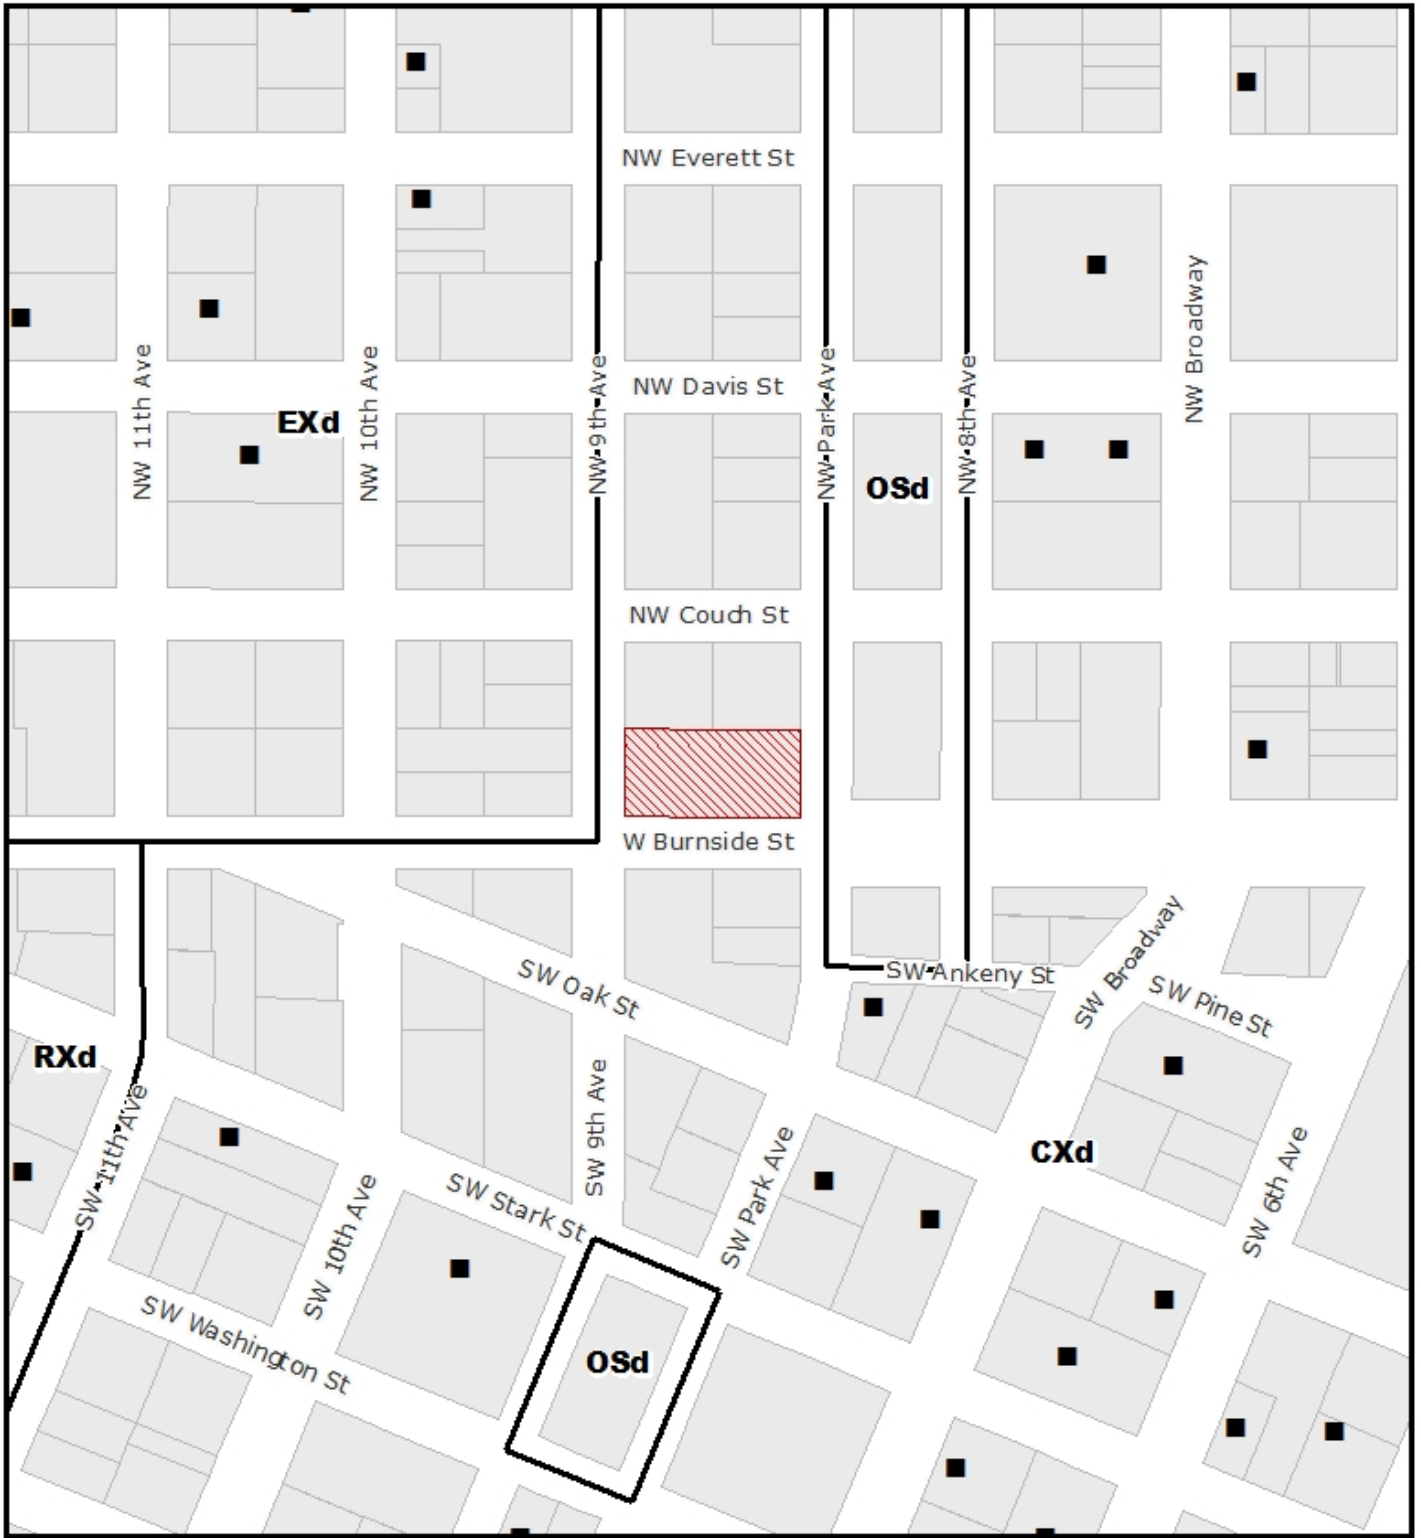 NW Everett St
NW Broadway
NW 11th Ave
NW 10th Ave
NW 9th Ave
NW Park Ave
NW 8th Ave
NW Davis St
EXd
OSd
NW Couch St
W Burnside St
SW Broadway
SW Ankeny St
SW Oak St
SW Pine St
RXd
SW 9th Ave
SW 11th Ave
CXd
SW Park Ave
SW 6th Ave
SW Stark St
SW 10th Ave
SW Washington St
OSd